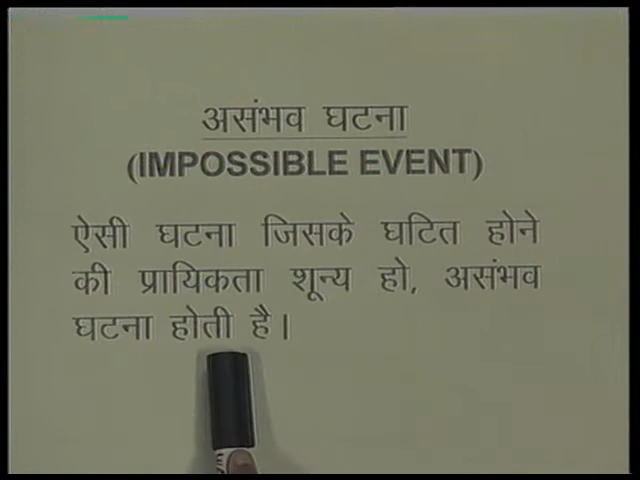 असंभव घटना
(IMPOSSIBLE EVENT)
ऐसी घटना जिसके घटित होने
की प्रायिकता शून्य हो, असंभव
घटना होती है।